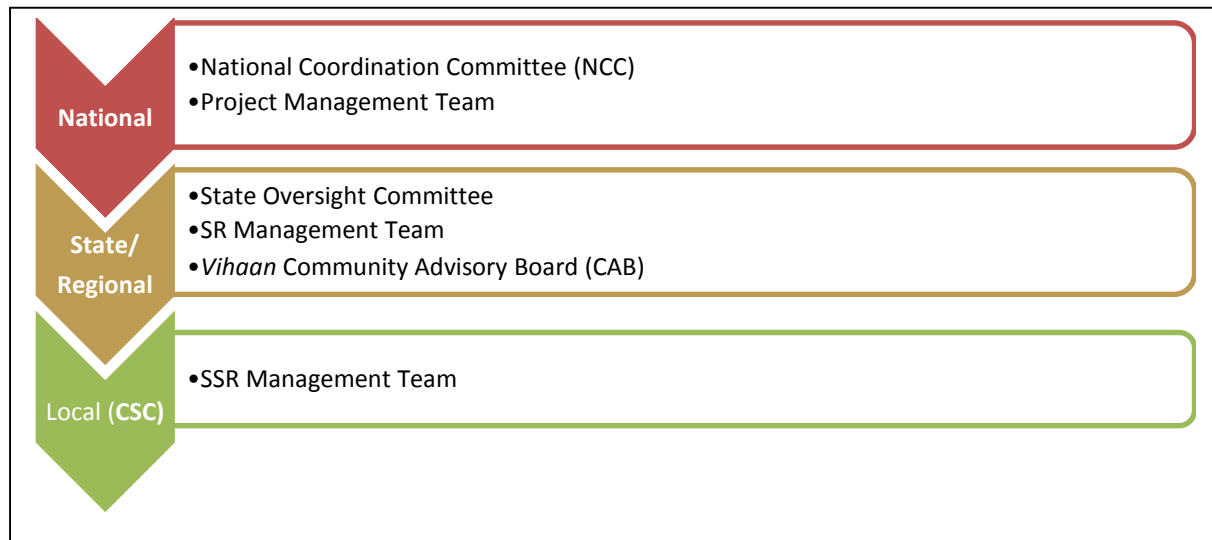 National
•National Coordination Committee (NCC)
•Project Management Team
State/
Regional
•State Oversight Committee
•SR Management Team
•Vihaan Community Advisory Board (CAB)
Local (CSC)
•SSR Management Team